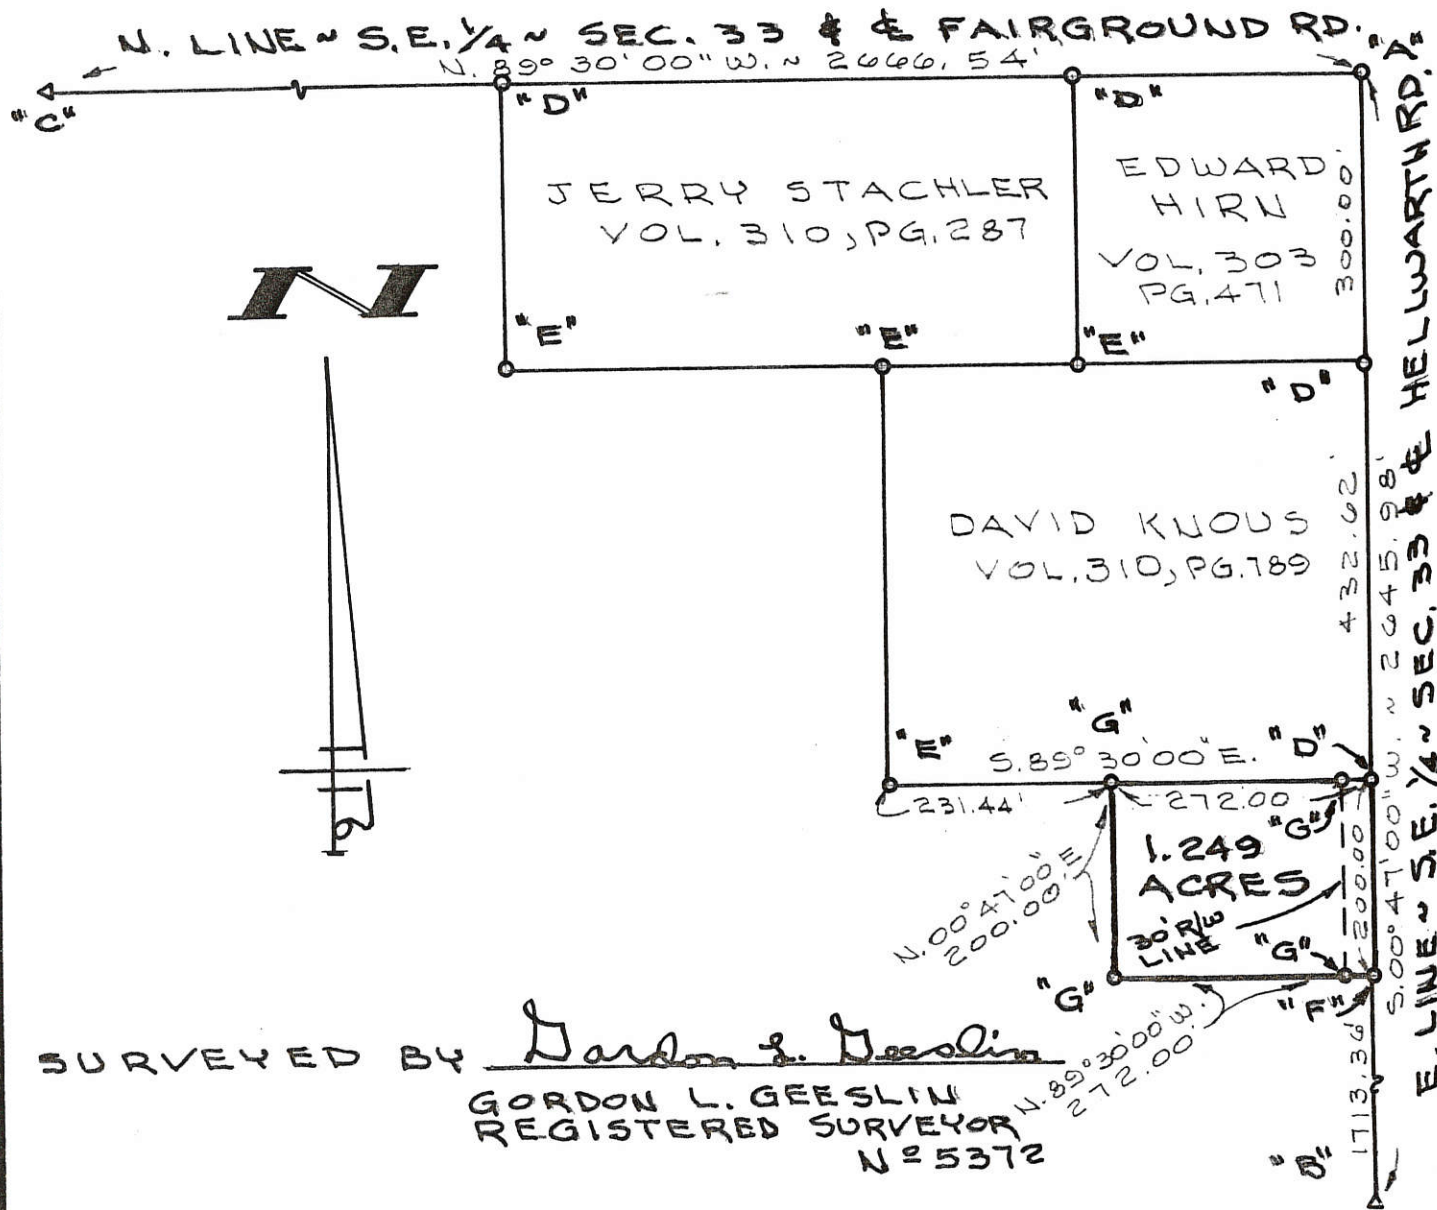 N. LINE ~ S.E. 1/4 ~ SEC. 33 & ℄ FAIRGROUND RD.
N. 89° 30' 00" W. ~ 2666.54'
"A"
"C"
"D"
"D"
JERRY STACHLER
VOL. 310, PG. 287
EDWARD
HIRN
VOL. 303
PG. 471
300.00'
N
"E"
"E"
"E"
"D"
DAVID KNOUS
VOL. 310, PG. 789
432.62'
S. 00° 47' 00" W. ~ 2645.98'
E. LINE ~ S.E. 1/4 ~ SEC. 33 & ℄ HELLWARTH RD.
"E"
"G"
"D"
S. 89° 30' 00" E.
231.44'
272.00
"G"
1.249
ACRES
30' R/W
LINE
200.00
N. 00° 47' 00" E
200.00'
"G"
"G"
"F"
N. 89° 30' 00" W.
272.00'
1713.36
"B"
SURVEYED BY Gordon L. Geeslin
GORDON L. GEESLIN
REGISTERED SURVEYOR
Nº 5372